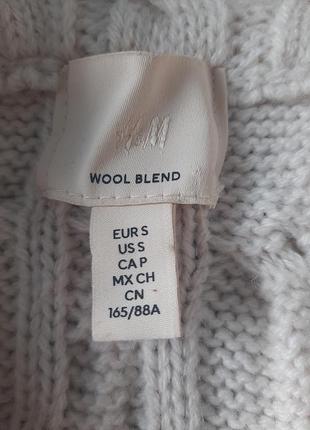 H&M
WOOL BLEND
EUR S
US S
CA P
MX CH
CN
165/88A